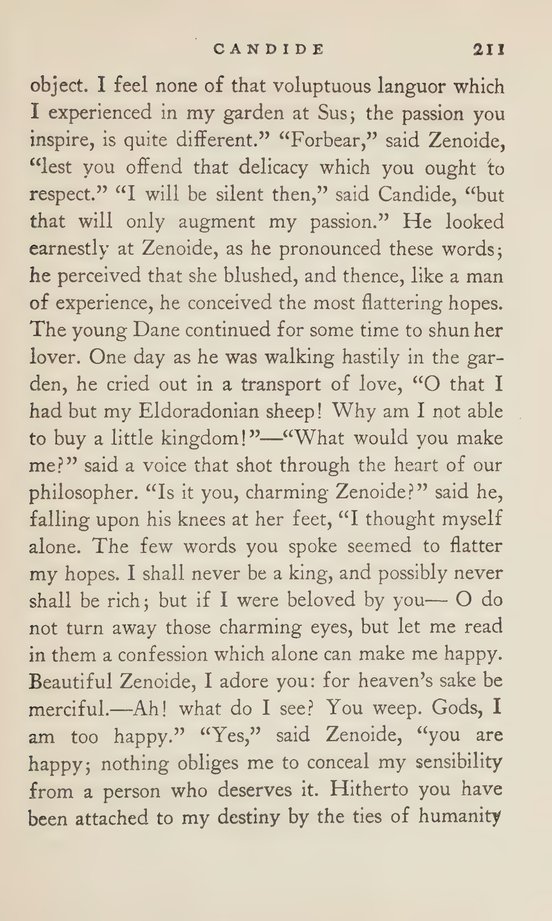 CANDIDE 211
object. I feel none of that voluptuous languor which
I experienced in my garden at Sus; the passion you
inspire, is quite different.” “Forbear,” said Zenoide,
“lest you offend that delicacy which you ought to
respect.” “I will be silent then,” said Candide, “but
that will only augment my passion.” He looked
earnestly at Zenoide, as he pronounced these words;
he perceived that she blushed, and thence, like a man
of experience, he conceived the most flattering hopes.
The young Dane continued for some time to shun her
lover. One day as he was walking hastily in the gar-
den, he cried out in a transport of love, “O that I
had but my Eldoradonian sheep! Why am I not able
to buy a little kingdom!”—“What would you make
me?” said a voice that shot through the heart of our
philosopher. “Is it you, charming Zenoide?” said he,
falling upon his knees at her feet, “I thought myself
alone. The few words you spoke seemed to flatter
my hopes. I shall never be a king, and possibly never
shall be rich; but if I were beloved by you— O do
not turn away those charming eyes, but let me read
in them a confession which alone can make me happy.
Beautiful Zenoide, I adore you: for heaven’s sake be
merciful.—Ah! what do I see? You weep. Gods, I
am too happy.” “Yes,” said Zenoide, “you are
happy; nothing obliges me to conceal my sensibility
from a person who deserves it. Hitherto you have
been attached to my destiny by the ties of humanity